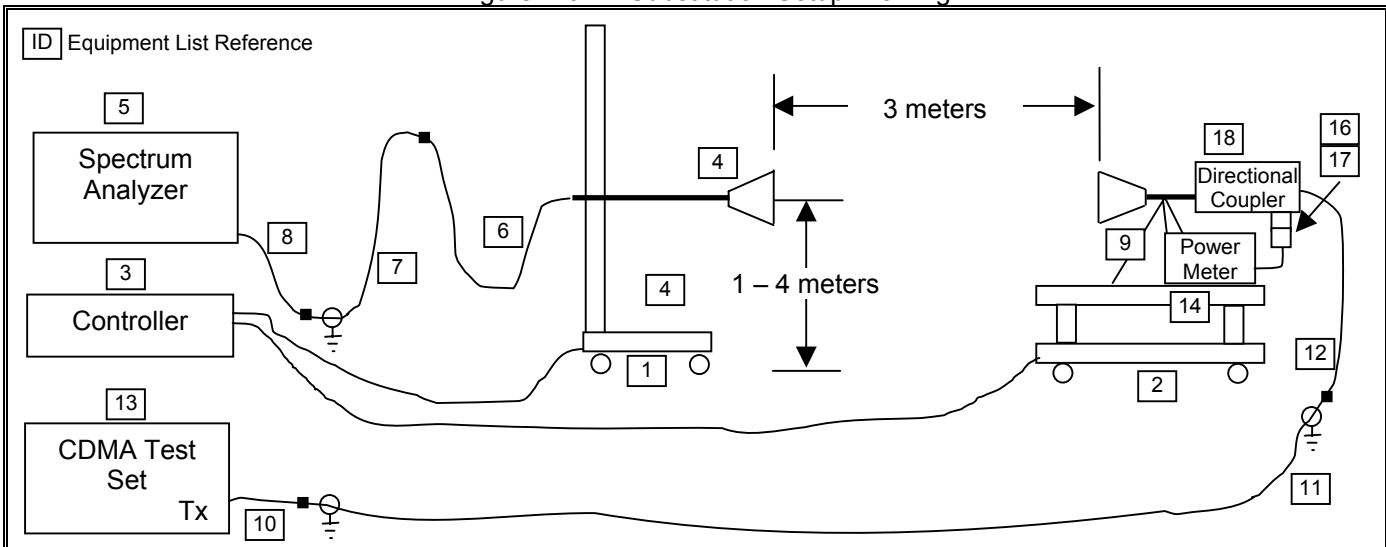 ID Equipment List Reference
5
Spectrum
Analyzer
8
7
6
4
3 meters
18
16
17
Directional
Coupler
9
Power
Meter
3
Controller
4
1 – 4 meters
14
1
2
12
13
CDMA Test
Set
Tx
10
11